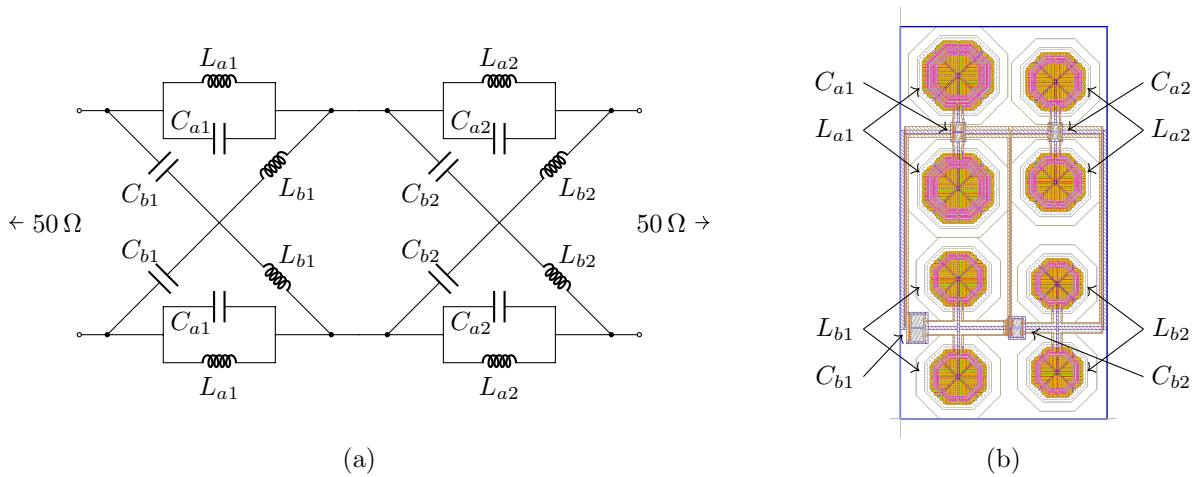 L_{a1}
L_{a2}
C_{a1}
C_{a2}
C_{b1}
L_{b1}
C_{b2}
L_{b2}
← 50 Ω
50 Ω →
C_{b1}
L_{b1}
C_{b2}
L_{b2}
C_{a1}
C_{a2}
L_{a1}
L_{a2}
(a)
C_{a1}
C_{a2}
L_{a1}
L_{a2}
L_{b1}
L_{b2}
C_{b1}
C_{b2}
(b)